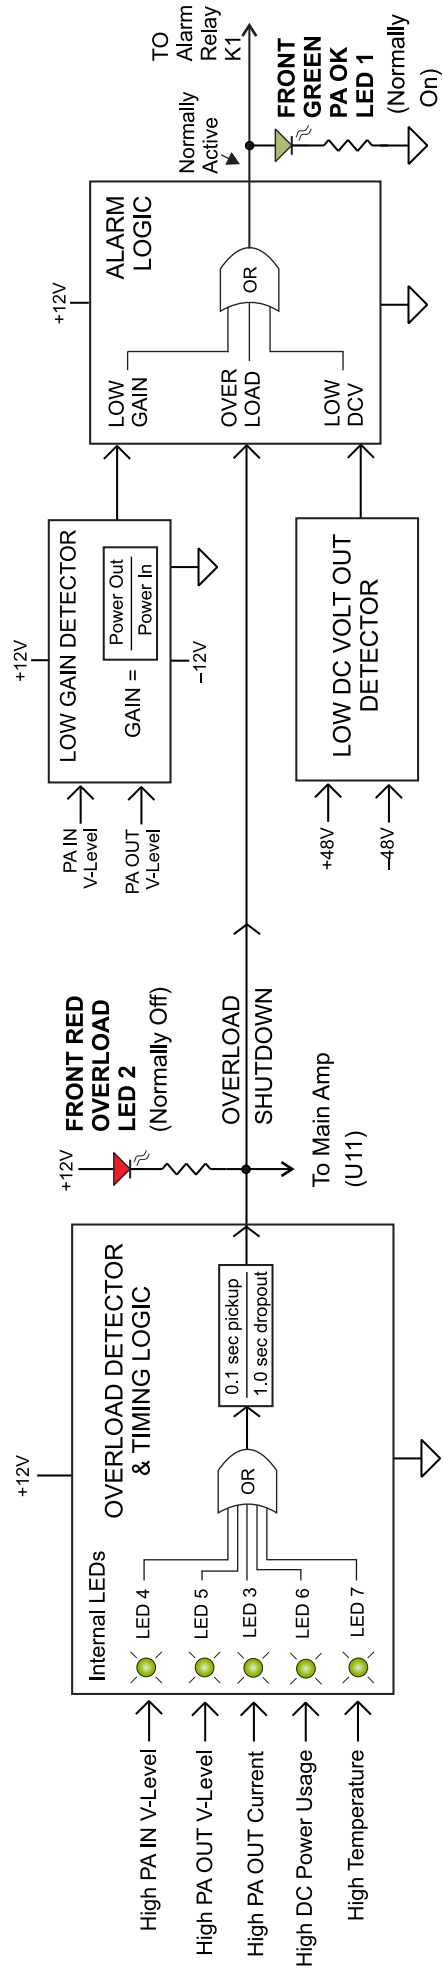 High PA IN V-Level
High PA OUT V-Level
High PA OUT Current
High DC Power Usage
High Temperature
+12V
Internal LEDs
LED 4
LED 5
LED 3
LED 6
LED 7
OVERLOAD DETECTOR
& TIMING LOGIC
OR
0.1 sec pickup
1.0 sec dropout
+12V
FRONT RED
OVERLOAD
LED 2
(Normally Off)
OVERLOAD
SHUTDOWN
To Main Amp
(U11)
PA IN
V-Level
PA OUT
V-Level
+12V
LOW GAIN DETECTOR
GAIN =
Power Out
Power In
–12V
+48V
–48V
LOW DC VOLT OUT
DETECTOR
+12V
ALARM
LOGIC
LOW
GAIN
OVER
LOAD
LOW
DCV
OR
Normally
Active
TO
Alarm
Relay
K1
FRONT
GREEN
PA OK
LED 1
(Normally
On)